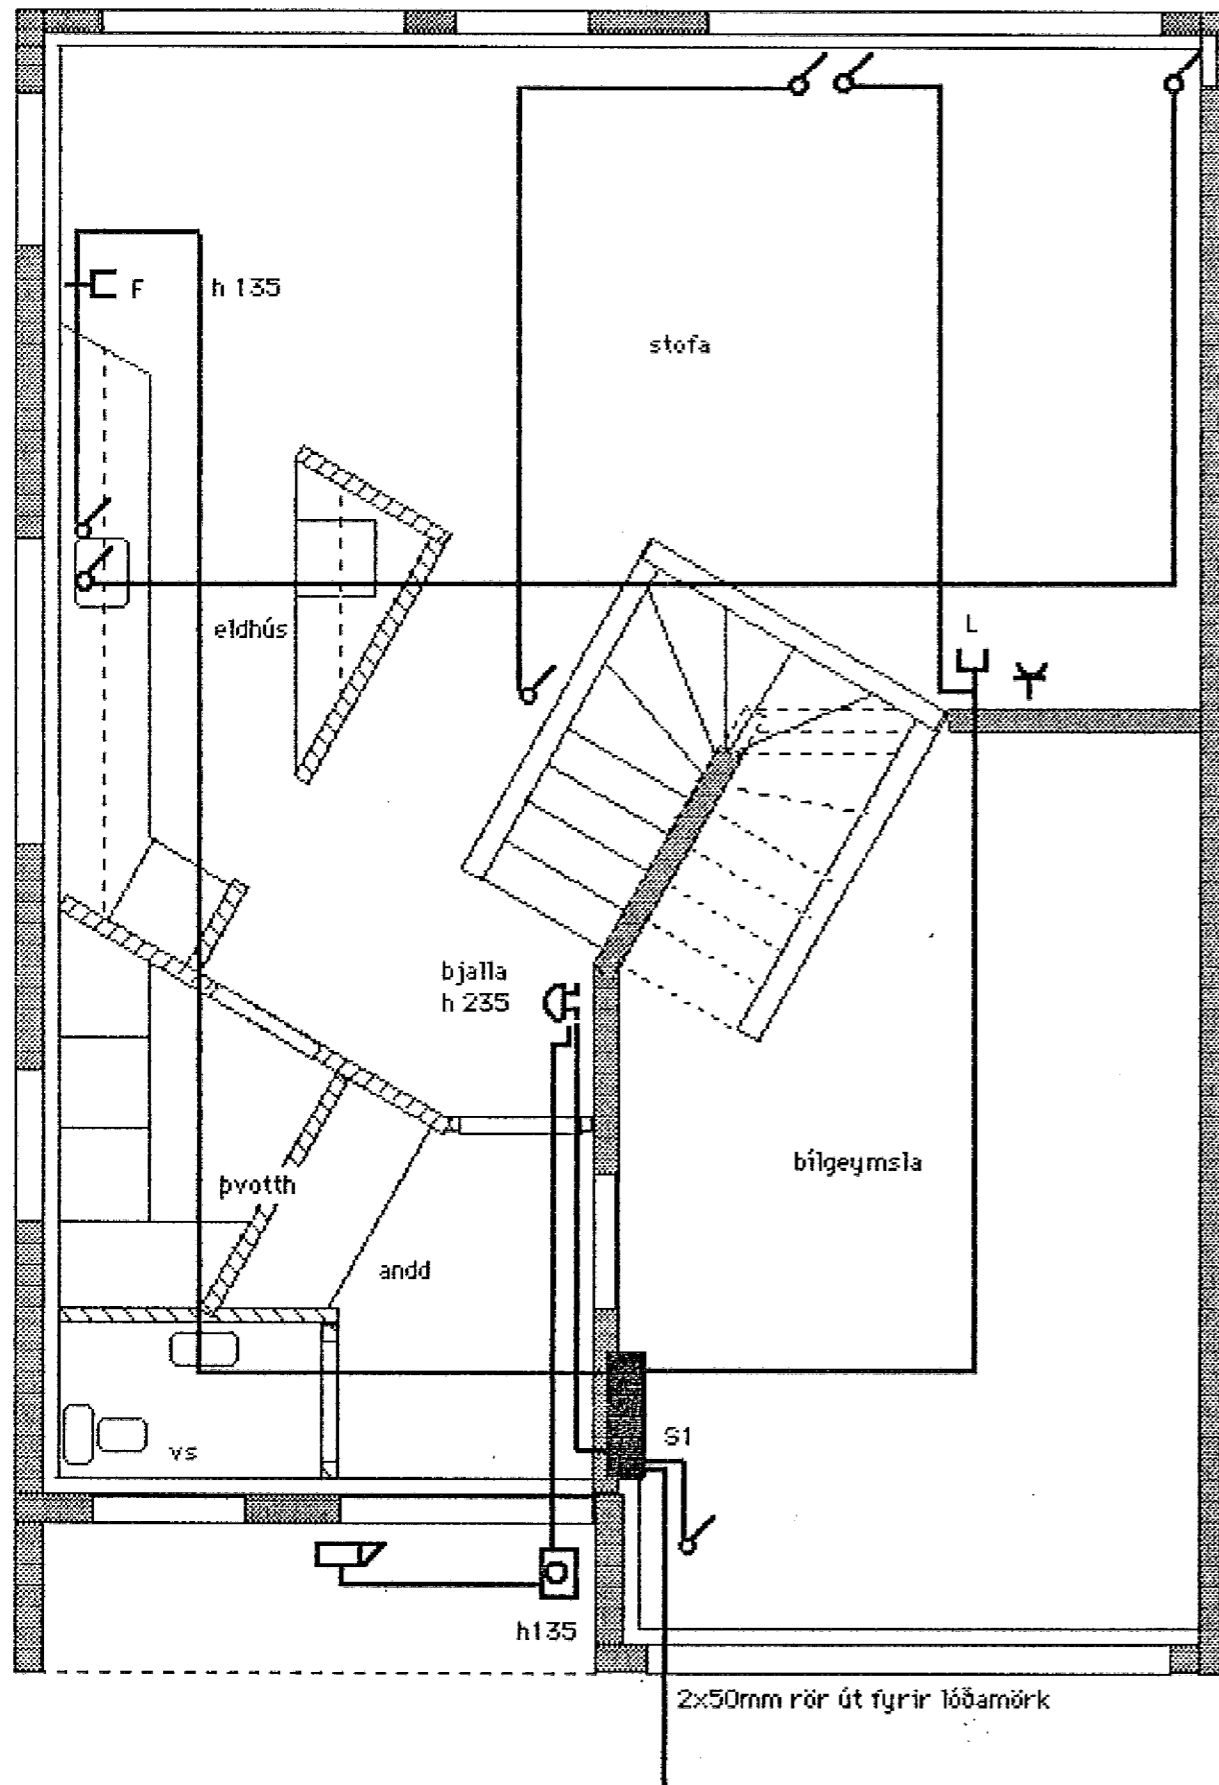 F
h 135
stofa
eldhús
L
bjalla
h 235
bílgeymsla
þvotth
andd
S1
vs
h135
2x50mm rör út fyrir lóðamörk